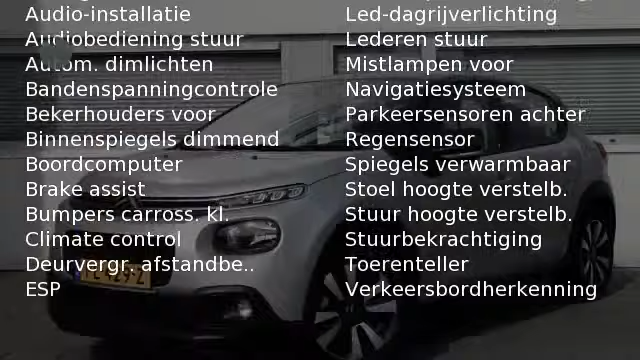 Audio-installatie
Audiobediening stuur
Autom. dimlichten
Bandenspanningcontrole
Bekerhouders voor
Binnenspiegels dimmend
Boordcomputer
Brake assist
Bumpers carross. kl.
Climate control
Deurvergr. afstandbe..
ESP
Led-dagrijverlichting
Lederen stuur
Mistlampen voor
Navigatiesysteem
Parkeersensoren achter
Regensensor
Spiegels verwarmbaar
Stoel hoogte verstelb.
Stuur hoogte verstelb.
Stuurbekrachtiging
Toerenteller
Verkeersbordherkenning